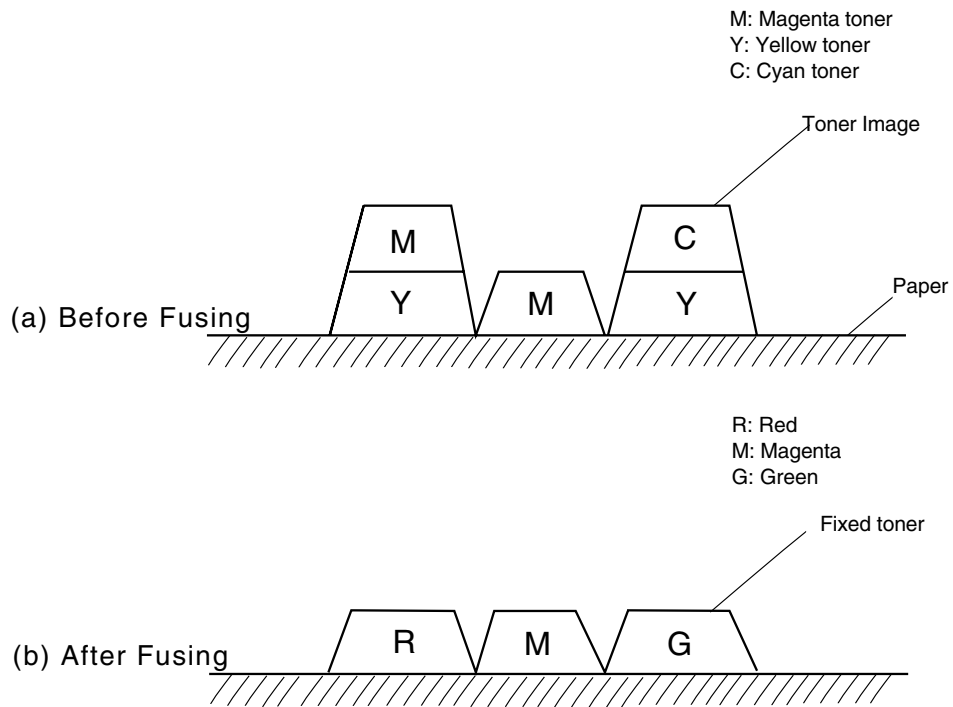 M: Magenta toner
Y: Yellow toner
C: Cyan toner
Toner Image
M
C
Y
M
Y
Paper
(a) Before Fusing
R: Red
M: Magenta
G: Green
Fixed toner
R
M
G
(b) After Fusing